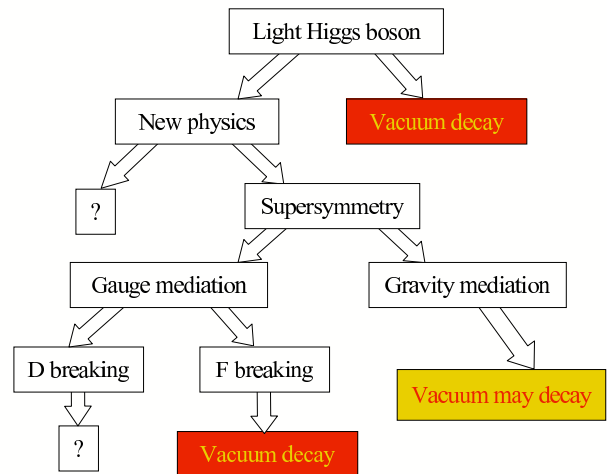 Light Higgs boson
New physics
Vacuum decay
?
Supersymmetry
Gauge mediation
Gravity mediation
D breaking
F breaking
Vacuum may decay
?
Vacuum decay